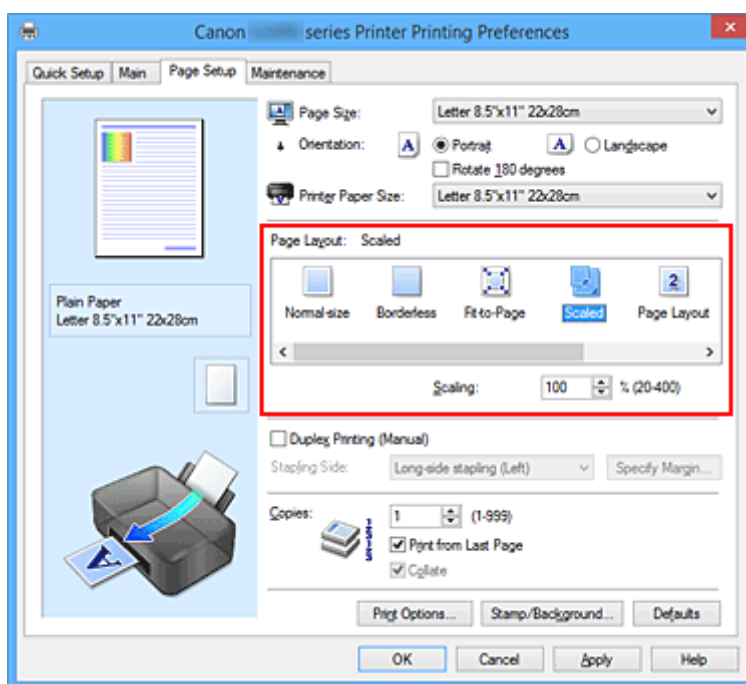 Canon series Printer Printing Preferences
Quick Setup Main Page Setup Maintenance
Page Size: Letter 8.5"x11" 22x28cm
Orientation: A Portrait A Landscape
Rotate 180 degrees
Printer Paper Size: Letter 8.5"x11" 22x28cm
Page Layout: Scaled
Normal-size Borderless Fit-to-Page Scaled 2 Page Layout
Scaling: 100 % (20-400)
Plain Paper
Letter 8.5"x11" 22x28cm
Duplex Printing (Manual)
Stapling Side: Long-side stapling (Left) Specify Margin...
Copies: 1 (1-999)
Print from Last Page
Collate
A
Print Options... Stamp/Background... Defaults
OK Cancel Apply Help